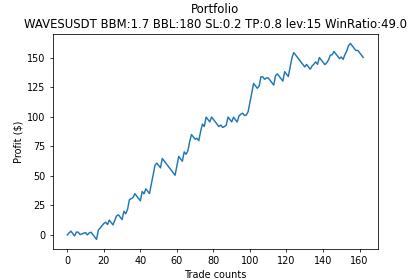 Portfolio
WAVESUSDT BBM:1.7 BBL:180 SL:0.2 TP:0.8 lev:15 WinRatio:49.0
150
125
100
75
50
25
0
Profit ($)
0 20 40 60 80 100 120 140 160
Trade counts